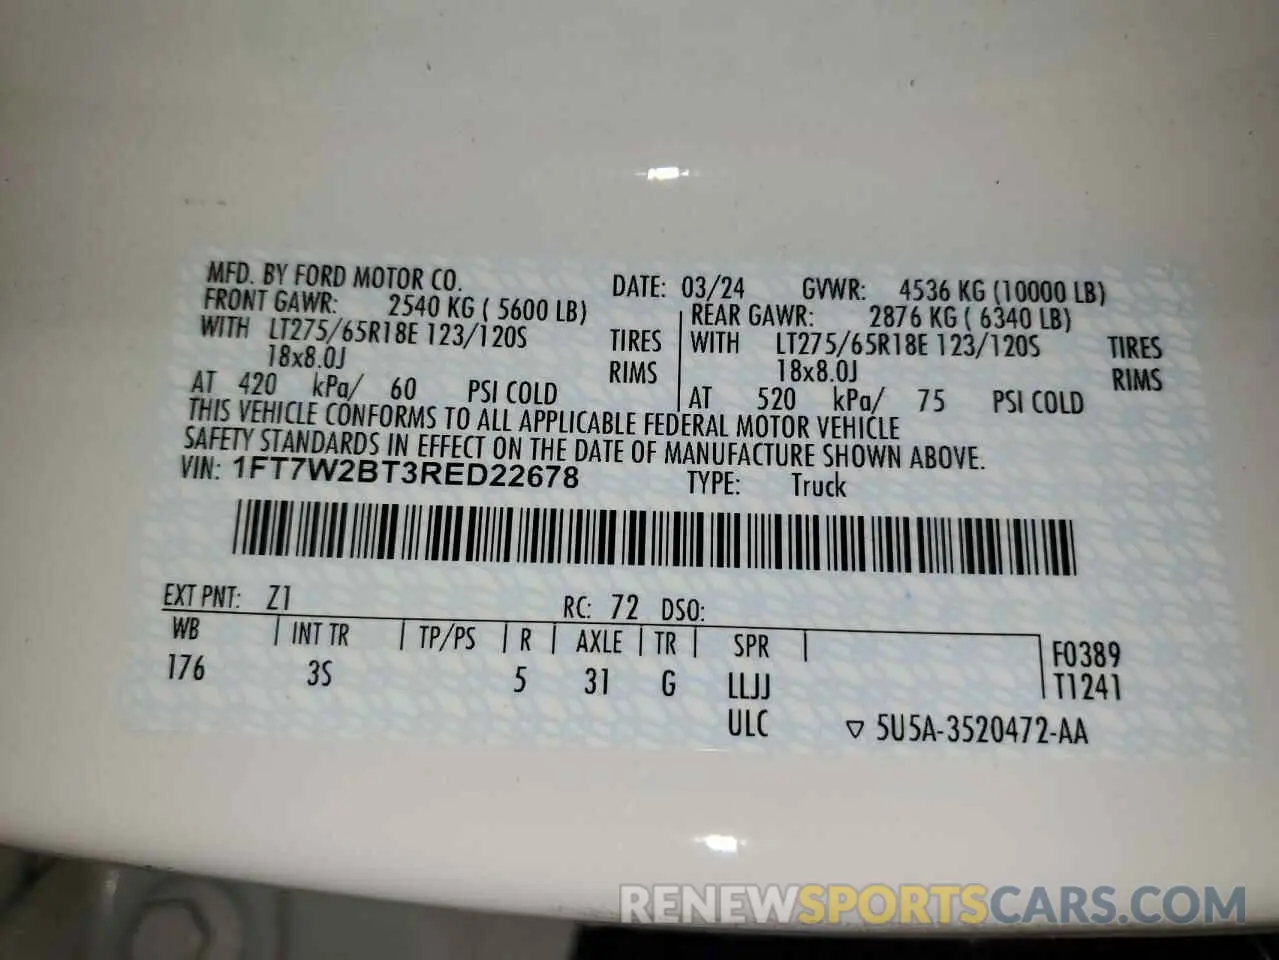 MFD. BY FORD MOTOR CO. DATE: 03/24 GVWR: 4536 KG (10000 LB)
FRONT GAWR: 2540 KG ( 5600 LB) REAR GAWR: 2876 KG ( 6340 LB)
WITH LT275/65R18E 123/120S TIRES WITH LT275/65R18E 123/120S TIRES
18x8.0J RIMS 18x8.0J RIMS
AT 420 kPa/ 60 PSI COLD AT 520 kPa/ 75 PSI COLD
THIS VEHICLE CONFORMS TO ALL APPLICABLE FEDERAL MOTOR VEHICLE
SAFETY STANDARDS IN EFFECT ON THE DATE OF MANUFACTURE SHOWN ABOVE.
VIN: 1FT7W2BT3RED22678 TYPE: Truck
EXT PNT: Z1 RC: 72 DSO:
WB INT TR TP/PS R AXLE TR SPR F0389
176 3S 5 31 G LLJJ T1241
ULC ▽ 5U5A-3520472-AA
RENEWSPORTSCARS.COM